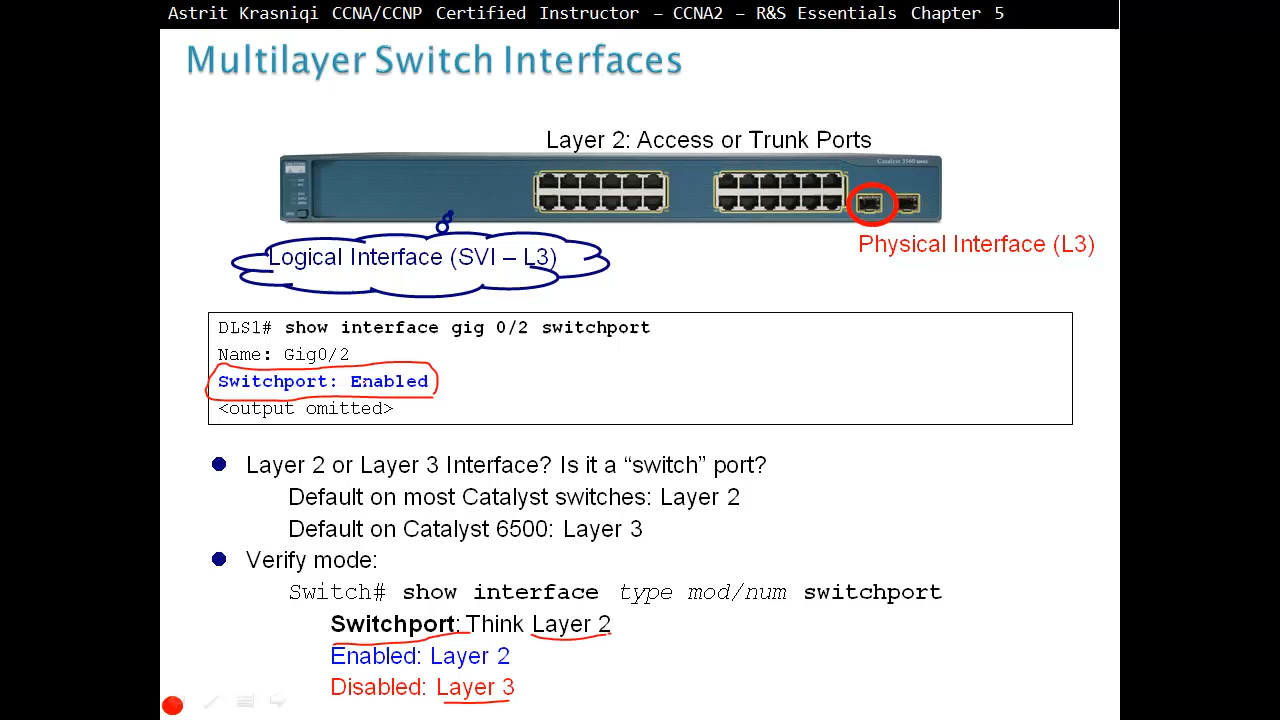 Astrit Krasniqi CCNA/CCNP Certified Instructor – CCNA2 – R&S Essentials Chapter 5
Multilayer Switch Interfaces
Layer 2: Access or Trunk Ports
Catalyst 3560
Physical Interface (L3)
Logical Interface (SVI – L3)
DLS1# show interface gig 0/2 switchport
Name: Gig0/2
Switchport: Enabled
<output omitted>
Layer 2 or Layer 3 Interface? Is it a “switch” port?
Default on most Catalyst switches: Layer 2
Default on Catalyst 6500: Layer 3
Verify mode:
Switch# show interface type mod/num switchport
Switchport: Think Layer 2
Enabled: Layer 2
Disabled: Layer 3